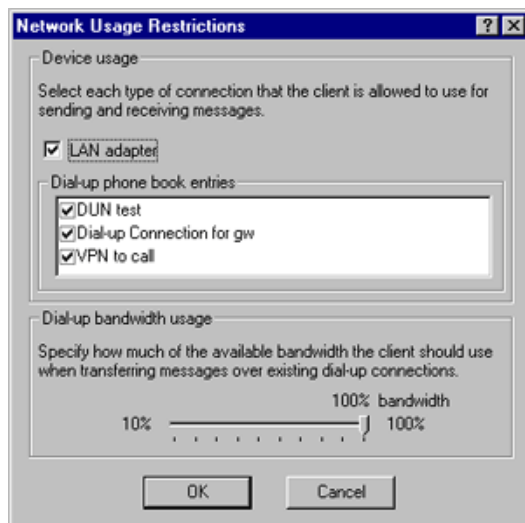 Network Usage Restrictions
Device usage
Select each type of connection that the client is allowed to use for
sending and receiving messages.
LAN adapter
Dial-up phone book entries
DUN test
Dial-up Connection for gw
VPN to call
Dial-up bandwidth usage
Specify how much of the available bandwidth the client should use
when transferring messages over existing dial-up connections.
100% bandwidth
10% 100%
OK Cancel